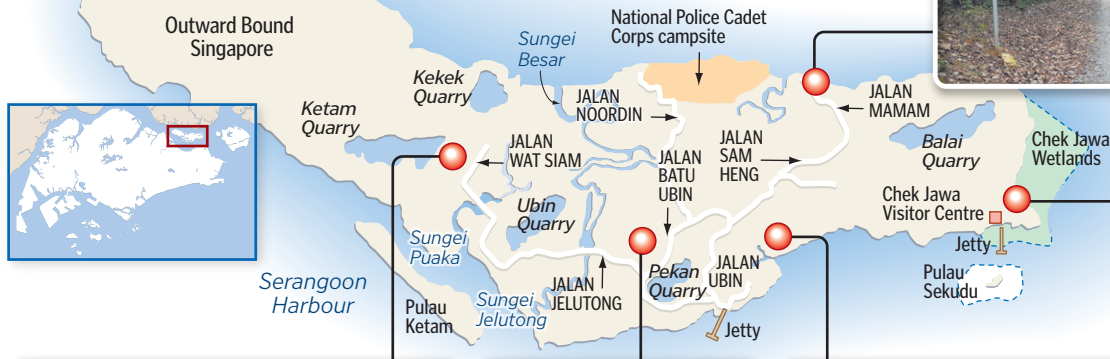 Outward Bound
Singapore
National Police Cadet
Corps campsite
Sungei
Besar
Kekek
Quarry
Ketam
Quarry
JALAN
NOORDIN
JALAN
MAMAM
JALAN
WAT SIAM
JALAN
SAM
HENG
JALAN
BATU
UBIN
Balai
Quarry
Chek Jawa
Wetlands
Ubin
Quarry
Chek Jawa
Visitor Centre
Sungei
Puaka
Jetty
Serangoon
Harbour
Pulau
Ketam
Sungei
Jelutong
JALAN
JELUTONG
Pekan
Quarry
JALAN
UBIN
Pulau
Sekudu
Jetty